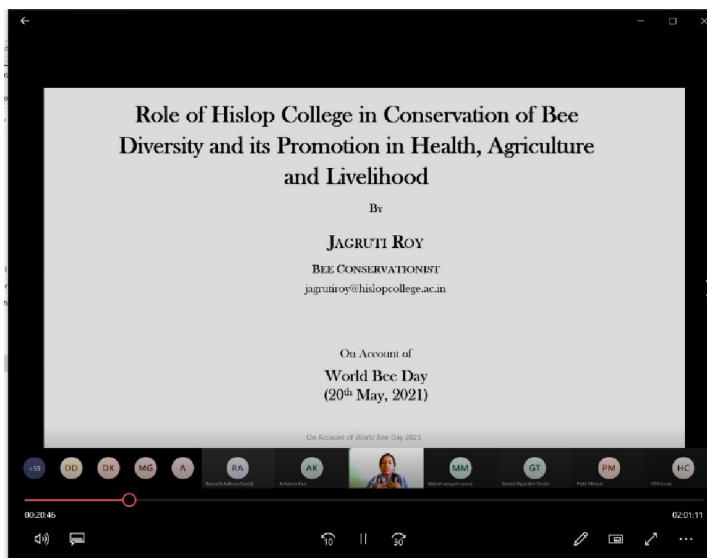 Role of Hislop College in Conservation of Bee
Diversity and its Promotion in Health, Agriculture
and Livelihood
By
Jagruti Roy
Bee Conservationist
jagrutiroy@hislopcollege.ac.in
On Account of
World Bee Day
(20th May, 2021)
On Account of World Bee Day 2021
+59 DD DK MG A RA AK MM GT PM HC
00:20:46 02:01:11
10 30